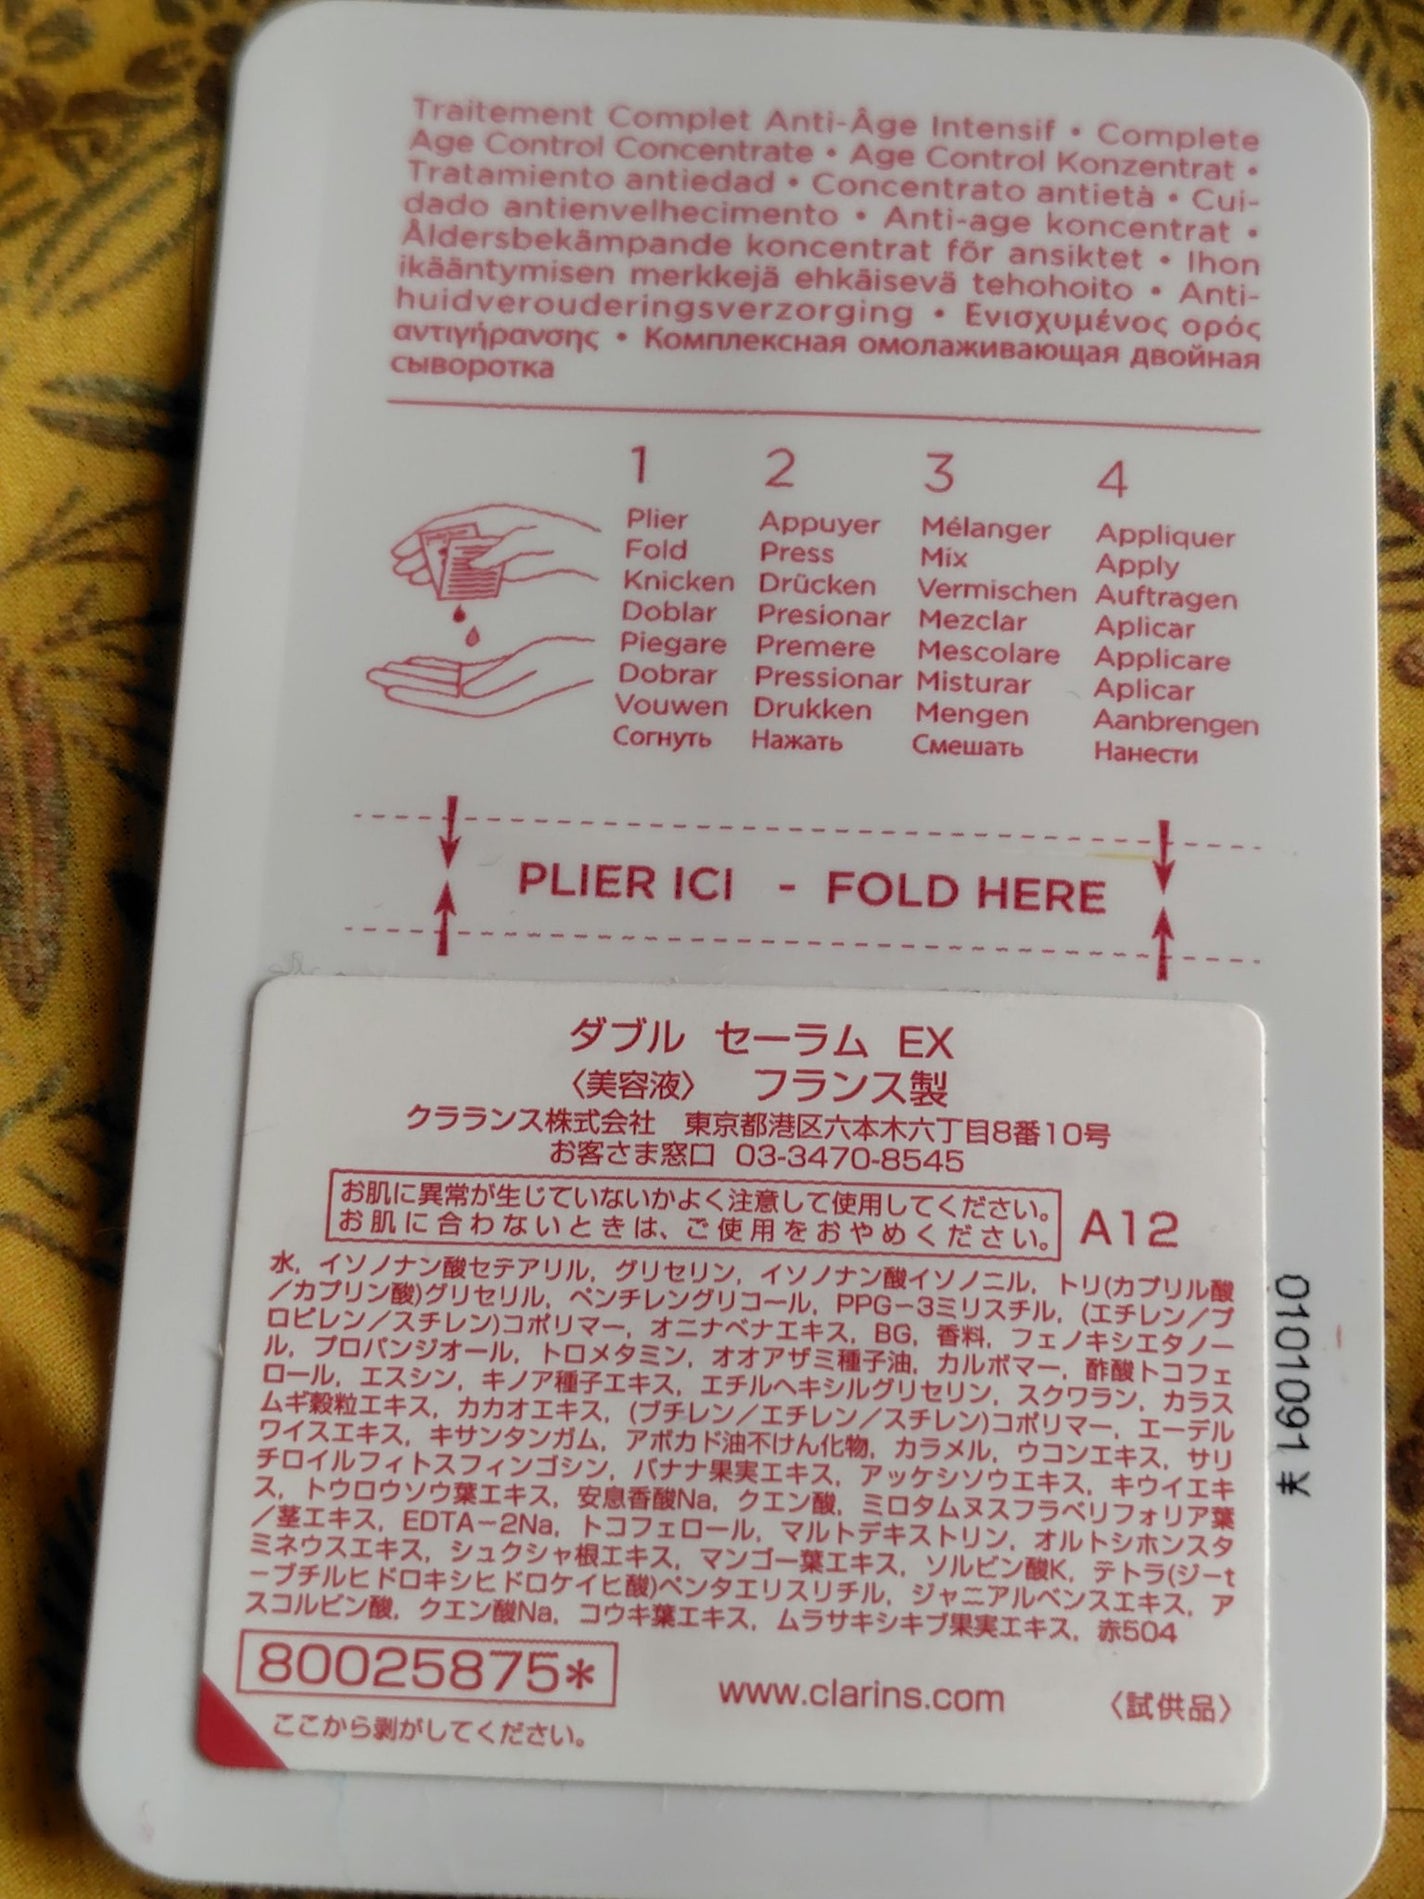 Traitement Complet Anti-Âge Intensif • Complete
Age Control Concentrate • Age Control Konzentrat •
Tratamiento antiedad • Concentrato antietà • Cui-
dado antienvelhecimento • Anti-age koncentrat •
Åldersbekämpande koncentrat för ansiktet • Ihon
ikääntymisen merkkejä ehkäisevä tehohoito • Anti-
huidverouderingsverzorging • Ενισχυμένος ορός
αντιγήρανσης • Комплексная омолаживающая двойная
сыворотка
1 2 3 4
Plier Appuyer Mélanger Appliquer
Fold Press Mix Apply
Knicken Drücken Vermischen Auftragen
Doblar Presionar Mezclar Aplicar
Piegare Premere Mescolare Applicare
Dobrar Pressionar Misturar Aplicar
Vouwen Drukken Mengen Aanbrengen
Согнуть Нажать Смешать Нанести
PLIER ICI - FOLD HERE
ダブル セーラム EX
〈美容液〉 フランス製
クラランス株式会社 東京都港区六本木六丁目8番10号
お客さま窓口 03-3470-8545
お肌に異常が生じていないかよく注意して使用してください。
お肌に合わないときは、ご使用をおやめください。
A12
水, イソノナン酸セテアリル, グリセリン, イソノナン酸イソノニル, トリ(カプリル酸
/カプリン酸)グリセリル, ペンチレングリコール, PPG-3ミリスチル, (エチレン/プ
ロピレン/スチレン)コポリマー, オニナベナエキス, BG, 香料, フェノキシエタノー
ル, プロパンジオール, トロメタミン, オオアザミ種子油, カルボマー, 酢酸トコフェ
ロール, エスシン, キノア種子エキス, エチルヘキシルグリセリン, スクワラン, カラス
ムギ穀粒エキス, カカオエキス, (ブチレン/エチレン/スチレン)コポリマー, エーデル
ワイスエキス, キサンタンガム, アボカド油不けん化物, カラメル, ウコンエキス, サリ
チロイルフィトスフィンゴシン, バナナ果実エキス, アッケシソウエキス, キウイエキ
ス, トウロウソウ葉エキス, 安息香酸Na, クエン酸, ミロタムヌスフラベリフォリア葉
/茎エキス, EDTA-2Na, トコフェロール, マルトデキストリン, オルトシホンスタ
ミネウスエキス, シュクシャ根エキス, マンゴー葉エキス, ソルビン酸K, テトラ(ジ-t
-ブチルヒドロキシヒドロケイヒ酸)ペンタエリスリチル, ジャニアルベンスエキス, ア
スコルビン酸, クエン酸Na, コウキ葉エキス, ムラサキシキブ果実エキス, 赤504
80025875*
www.clarins.com 〈試供品〉
ここから剥がしてください。
0101091